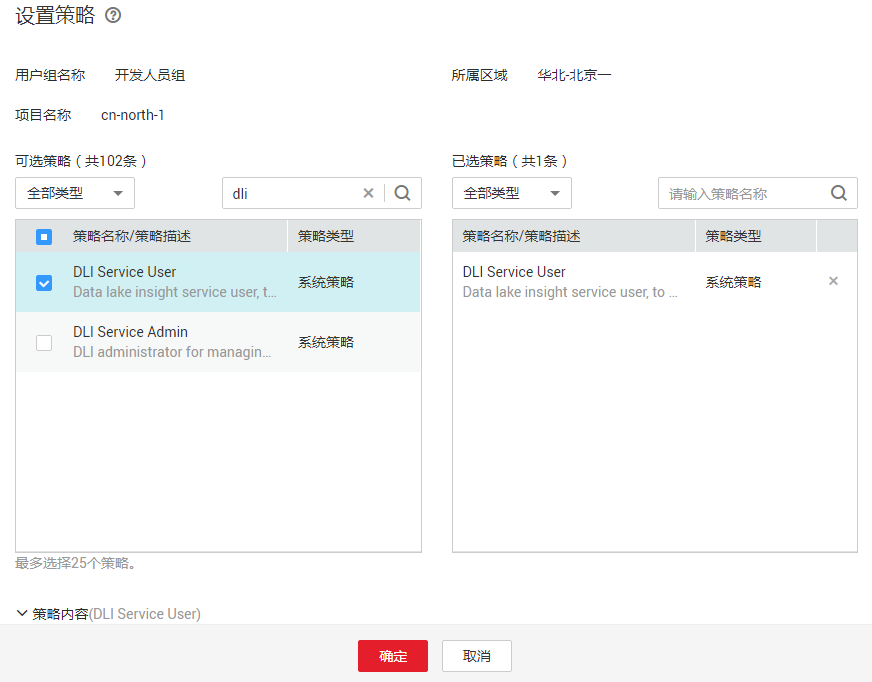 设置策略
用户组名称 开发人员组 所属区域 华北-北京一
项目名称 cn-north-1
可选策略（共102条） 已选策略（共1条）
全部类型 dli 全部类型 请输入策略名称
策略名称/策略描述 策略类型 策略名称/策略描述 策略类型
DLI Service User 系统策略 DLI Service User 系统策略
Data lake insight service user, t... Data lake insight service user, to ...
DLI Service Admin 系统策略
DLI administrator for managin...
最多选择25个策略。
策略内容(DLI Service User)
确定 取消